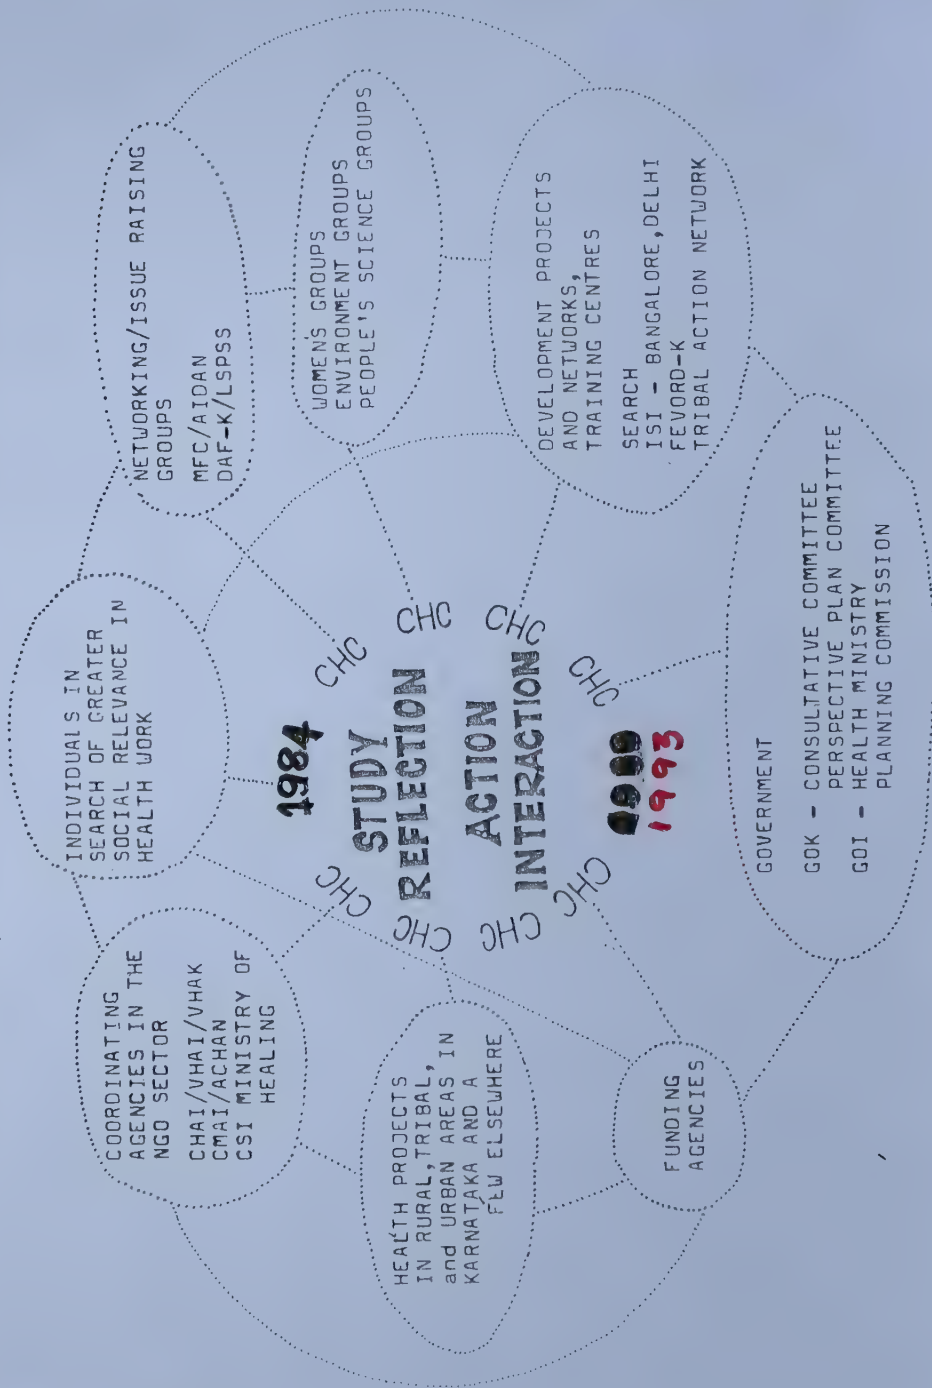 COORDINATING
AGENCIES IN THE
NGO SECTOR
CHAI/VHAI/VHAK
CMAI/ACHAN
CSI MINISTRY OF
HEALING
INDIVIDUALS IN
SEARCH OF GREATER
SOCIAL RELEVANCE IN
HEALTH WORK
NETWORKING/ISSUE RAISING
GROUPS
MFC/AIDAN
DAF-K/LSPSS
WOMEN'S GROUPS
ENVIRONMENT GROUPS
PEOPLE'S SCIENCE GROUPS
1984
CHC
CHC
STUDY
REFLECTION
CHC
CHC
ACTION
INTERACTION
CHC
CHC
CHC
CHC
1993
HEALTH PROJECTS
IN RURAL,TRIBAL,
and URBAN AREAS, IN
KARNATAKA AND A
FEW ELSEWHERE
DEVELOPMENT PROJECTS
AND NETWORKS,
TRAINING CENTRES
SEARCH
ISI - BANGALORE,DELHI
FEVORD-K
TRIBAL ACTION NETWORK
FUNDING
AGENCIES
GOVERNMENT
GOK - CONSULTATIVE COMMITTEE
PERSPECTIVE PLAN COMMITTEE
GOI - HEALTH MINISTRY
PLANNING COMMISSION